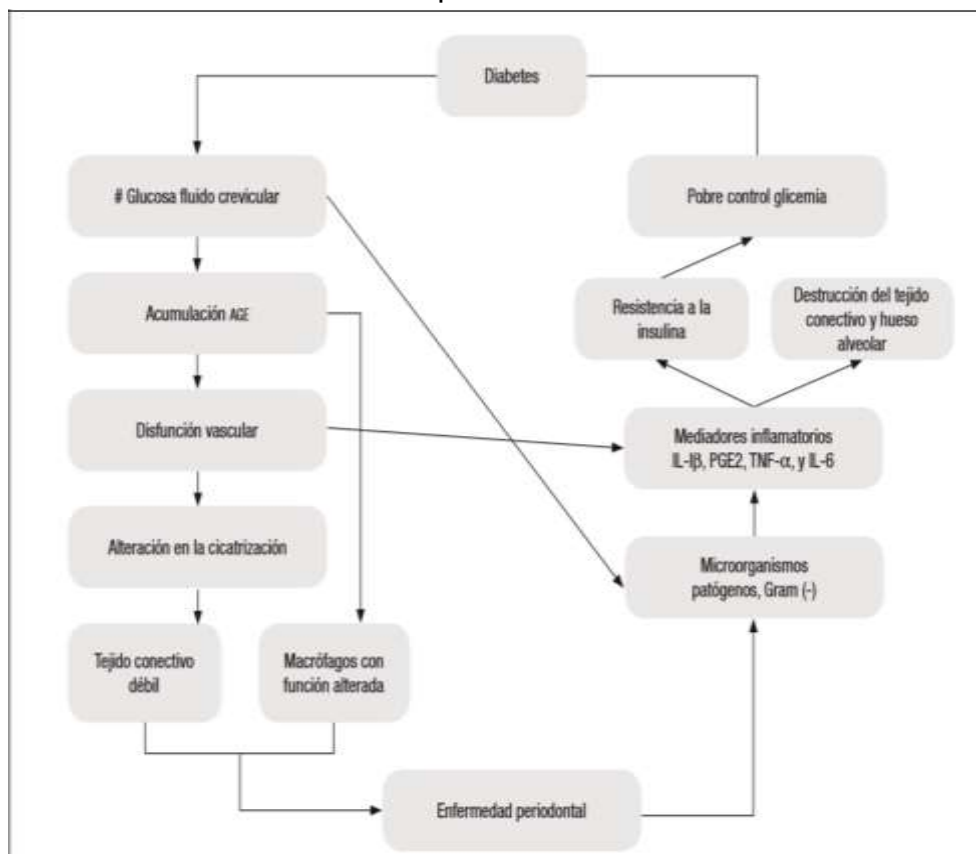 Diabetes
# Glucosa fluido crevicular
Pobre control glicemia
Acumulación AGE
Resistencia a la
insulina
Destrucción del tejido
conectivo y hueso
alveolar
Disfunción vascular
Mediadores inflamatorios
IL-Iβ, PGE2, TNF-α, y IL-6
Alteración en la cicatrización
Microorganismos
patógenos, Gram (-)
Tejido conectivo
débil
Macrófagos con
función alterada
Enfermedad periodontal